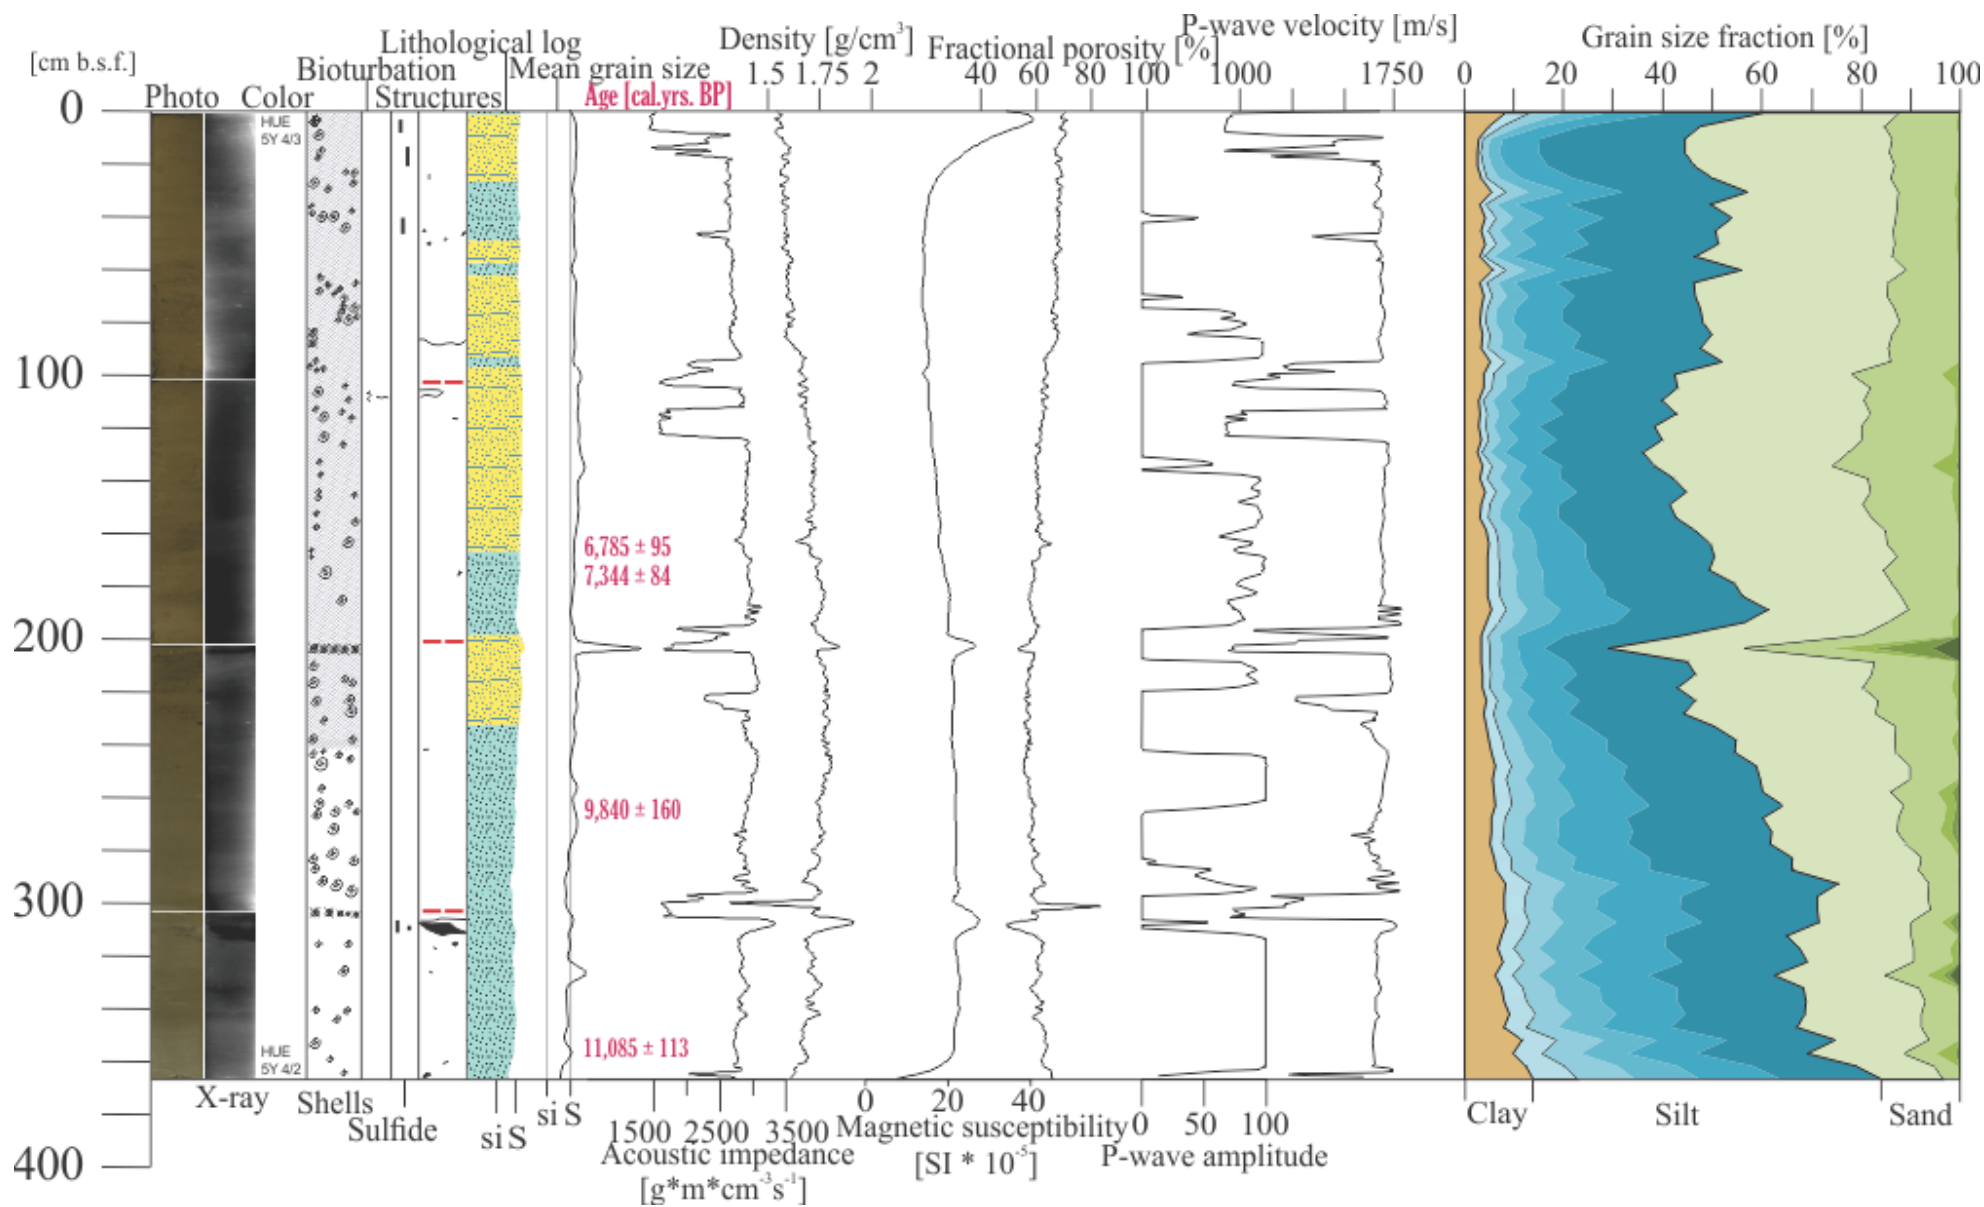 P-wave velocity [m/s]
Lithological log
Density [g/cm³]
Fractional porosity [%]
Grain size fraction [%]
[cm b.s.f.]
Bioturbation
Mean grain size
1.5 1.75 2
40 60 80 100
1000 1750
0 20 40 60 80 100
Photo Color
Structures
Age [cal.yrs. BP]
0
HUE
5Y 4/3
100
6,785 ± 95
7,344 ± 84
200
9,840 ± 160
300
11,085 ± 113
HUE
5Y 4/2
X-ray
Shells
Sulfide
si S
si S
0 20 40
Clay
Silt
Sand
1500 2500 3500
Magnetic susceptibility
0 50 100
Acoustic impedance
[SI * 10⁻⁵]
P-wave amplitude
400
[g*m*cm⁻³s⁻¹]